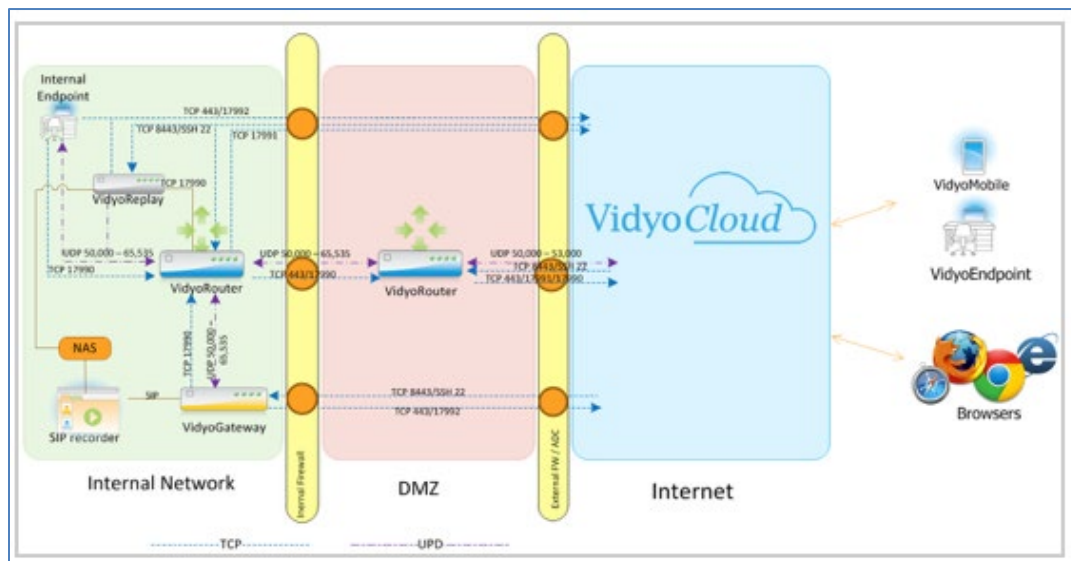 Internal
Endpoint
TCP 443/17992
TCP 8443/SSH 22
TCP 17991
TCP 17990
VidyoReplay
UDP 50,000 – 65,535
TCP 17990
VidyoRouter
UDP 50,000 – 65,535
TCP 443/17990
VidyoRouter
UDP 50,000 – 53,000
TCP 8443/SSH 22
TCP 443/17991/17990
VidyoCloud
VidyoMobile
VidyoEndpoint
Browsers
NAS
TCP 17990
UDP 50,000 –
65,535
SIP
SIP recorder
VidyoGateway
TCP 8443/SSH 22
TCP 443/17992
Internal Network
Inernal Firewall
DMZ
External FW / ADC
Internet
TCP
UPD